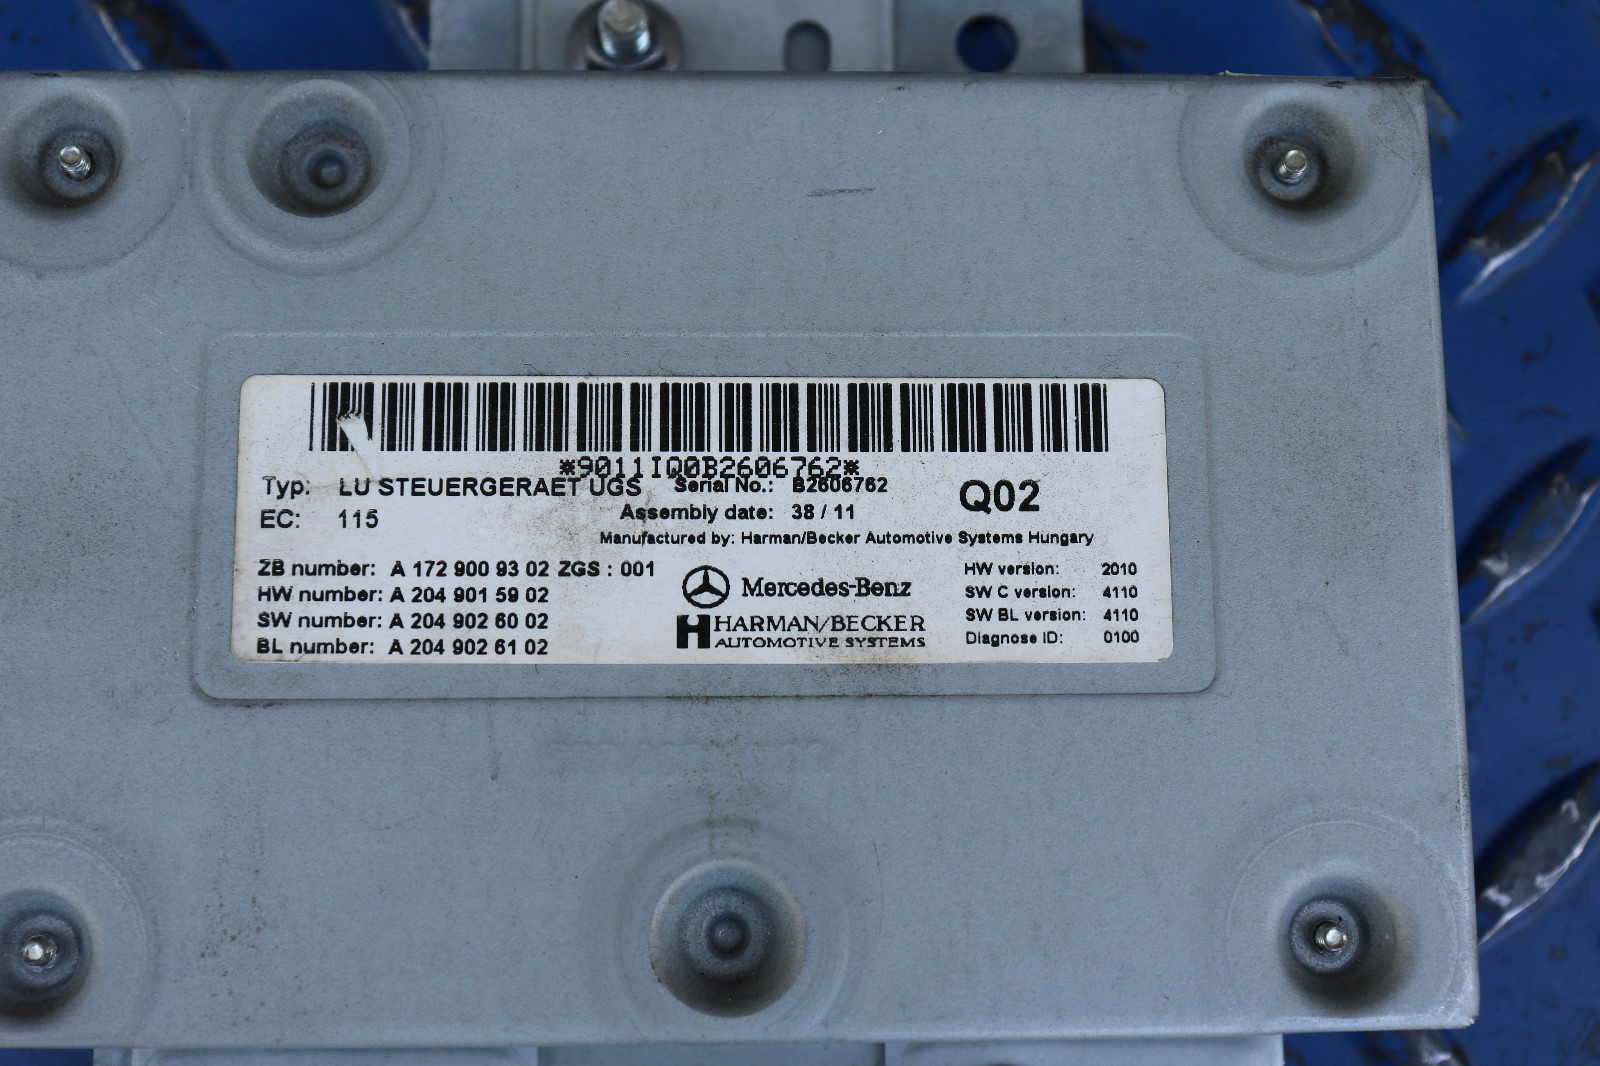 *9011IQ0B2606762*
Typ: LU STEUERGERAET UGS Serial No.: B2606762
Q02
EC: 115 Assembly date: 38 / 11
Manufactured by: Harman/Becker Automotive Systems Hungary
ZB number: A 172 900 93 02 ZGS : 001
HW number: A 204 901 59 02
SW number: A 204 902 60 02
BL number: A 204 902 61 02
Mercedes-Benz
HARMAN/BECKER
AUTOMOTIVE SYSTEMS
HW version: 2010
SW C version: 4110
SW BL version: 4110
Diagnose ID: 0100